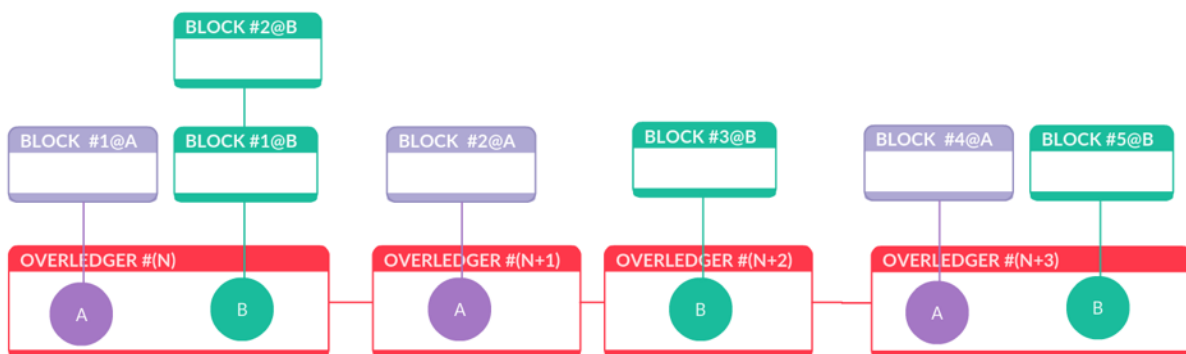 BLOCK #2@B
BLOCK #1@A
BLOCK #1@B
BLOCK #2@A
BLOCK #3@B
BLOCK #4@A
BLOCK #5@B
OVERLEDGER #(N)
OVERLEDGER #(N+1)
OVERLEDGER #(N+2)
OVERLEDGER #(N+3)
A
B
A
B
A
B